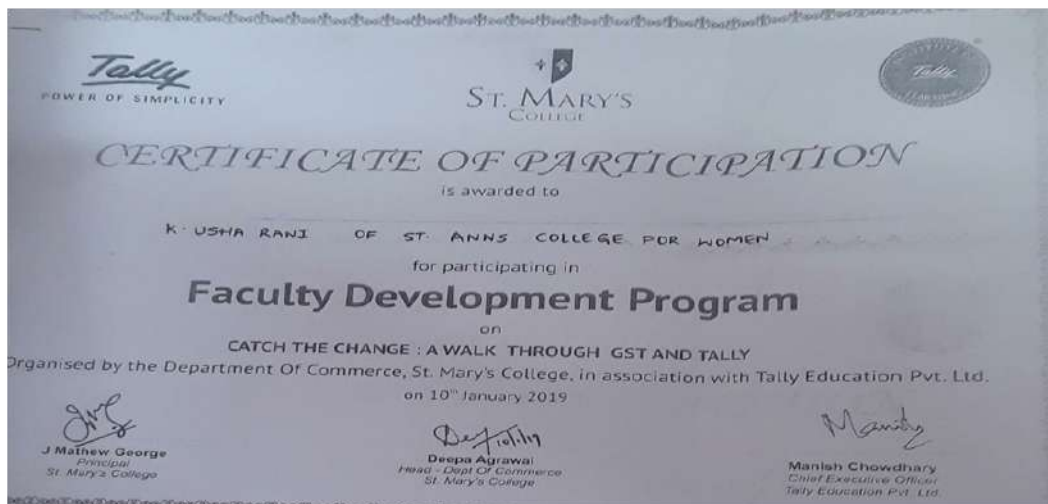 Tally
POWER OF SIMPLICITY
ST. MARY'S
COLLEGE
Tally
CERTIFICATE OF PARTICIPATION
is awarded to
K. USHA RANI OF ST. ANNS COLLEGE FOR WOMEN
for participating in
Faculty Development Program
on
CATCH THE CHANGE : A WALK THROUGH GST AND TALLY
Organised by the Department Of Commerce, St. Mary's College, in association with Tally Education Pvt. Ltd.
on 10th January 2019
J Mathew George
Principal
St. Mary's College
Deepa Agrawal
Head - Dept Of Commerce
St. Mary's College
Manish Chowdhary
Chief Executive Officer
Tally Education Pvt. Ltd.